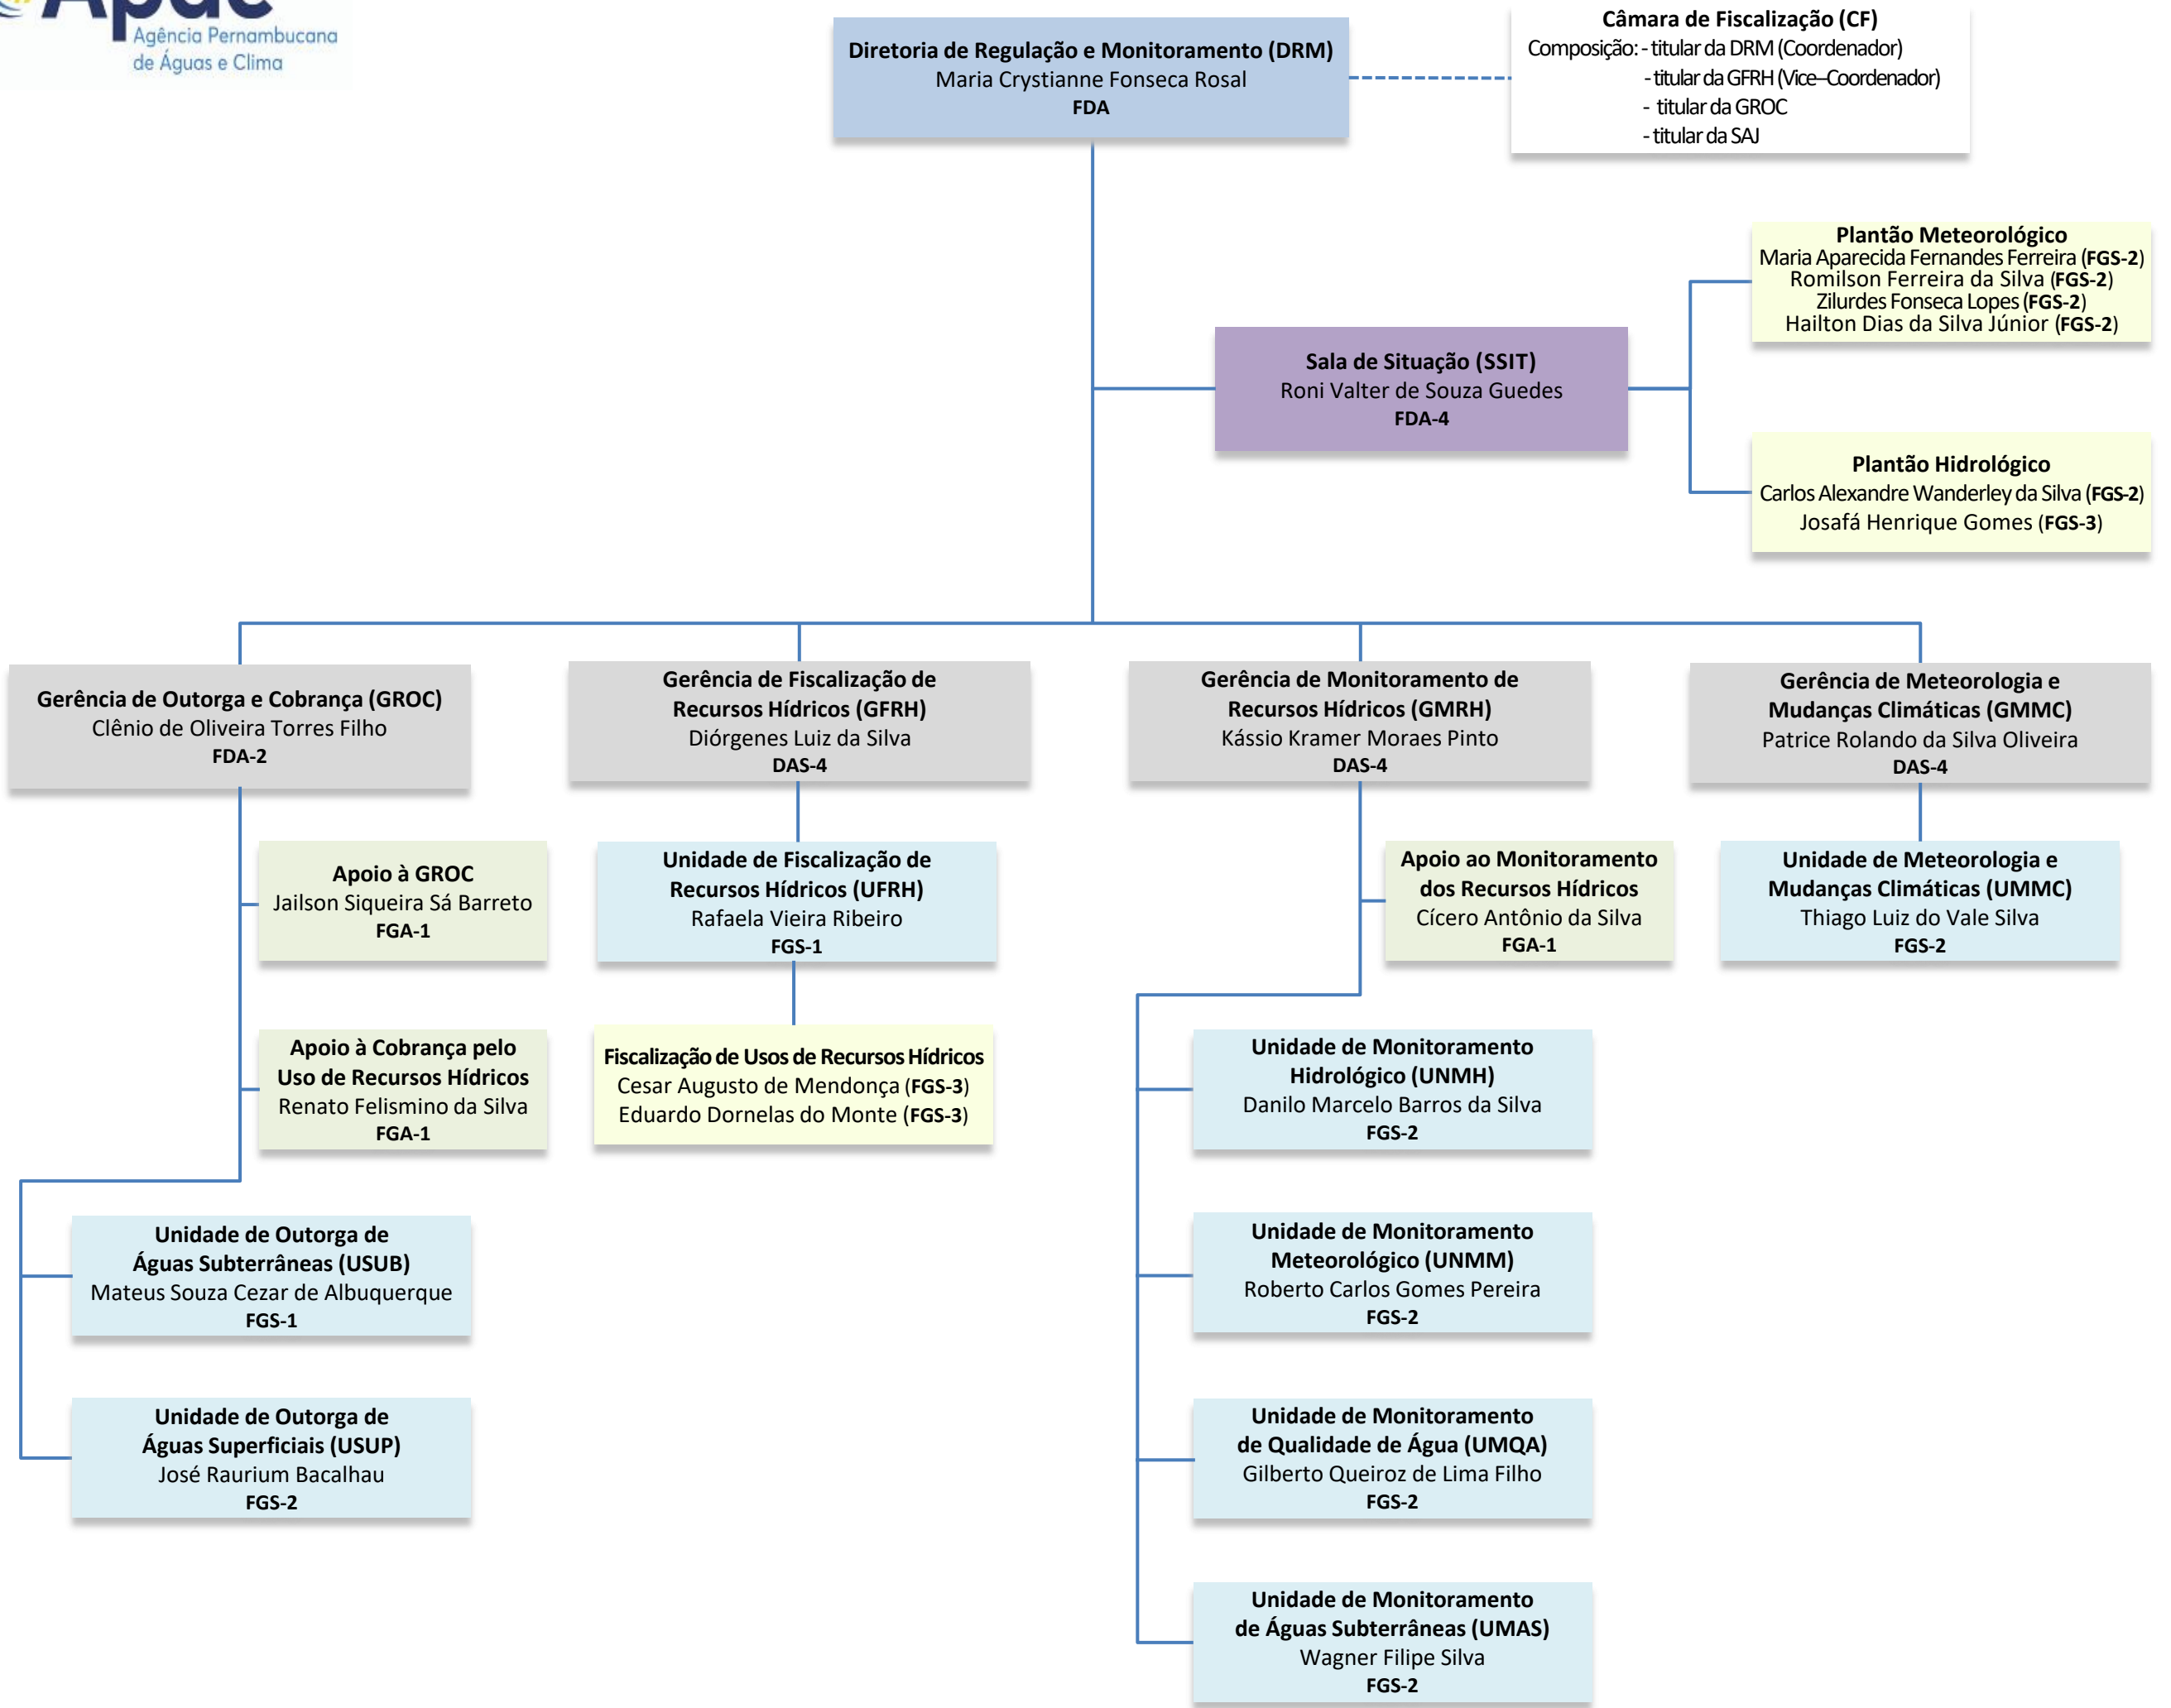 Apac
Agência Pernambucana
de Águas e Clima
Diretoria de Regulação e Monitoramento (DRM)
Maria Crystianne Fonseca Rosal
FDA
Câmara de Fiscalização (CF)
Composição: - titular da DRM (Coordenador)
- titular da GFRH (Vice–Coordenador)
- titular da GROC
- titular da SAJ
Plantão Meteorológico
Maria Aparecida Fernandes Ferreira (FGS-2)
Romilson Ferreira da Silva (FGS-2)
Zilurdes Fonseca Lopes (FGS-2)
Hailton Dias da Silva Júnior (FGS-2)
Sala de Situação (SSIT)
Roni Valter de Souza Guedes
FDA-4
Plantão Hidrológico
Carlos Alexandre Wanderley da Silva (FGS-2)
Josafá Henrique Gomes (FGS-3)
Gerência de Outorga e Cobrança (GROC)
Clênio de Oliveira Torres Filho
FDA-2
Gerência de Fiscalização de
Recursos Hídricos (GFRH)
Diórgenes Luiz da Silva
DAS-4
Gerência de Monitoramento de
Recursos Hídricos (GMRH)
Kássio Kramer Moraes Pinto
DAS-4
Gerência de Meteorologia e
Mudanças Climáticas (GMMC)
Patrice Rolando da Silva Oliveira
DAS-4
Apoio à GROC
Jailson Siqueira Sá Barreto
FGA-1
Unidade de Fiscalização de
Recursos Hídricos (UFRH)
Rafaela Vieira Ribeiro
FGS-1
Apoio ao Monitoramento
dos Recursos Hídricos
Cícero Antônio da Silva
FGA-1
Unidade de Meteorologia e
Mudanças Climáticas (UMMC)
Thiago Luiz do Vale Silva
FGS-2
Apoio à Cobrança pelo
Uso de Recursos Hídricos
Renato Felismino da Silva
FGA-1
Fiscalização de Usos de Recursos Hídricos
Cesar Augusto de Mendonça (FGS-3)
Eduardo Dornelas do Monte (FGS-3)
Unidade de Monitoramento
Hidrológico (UNMH)
Danilo Marcelo Barros da Silva
FGS-2
Unidade de Outorga de
Águas Subterrâneas (USUB)
Mateus Souza Cezar de Albuquerque
FGS-1
Unidade de Monitoramento
Meteorológico (UNMM)
Roberto Carlos Gomes Pereira
FGS-2
Unidade de Outorga de
Águas Superficiais (USUP)
José Raurium Bacalhau
FGS-2
Unidade de Monitoramento
de Qualidade de Água (UMQA)
Gilberto Queiroz de Lima Filho
FGS-2
Unidade de Monitoramento
de Águas Subterrâneas (UMAS)
Wagner Filipe Silva
FGS-2